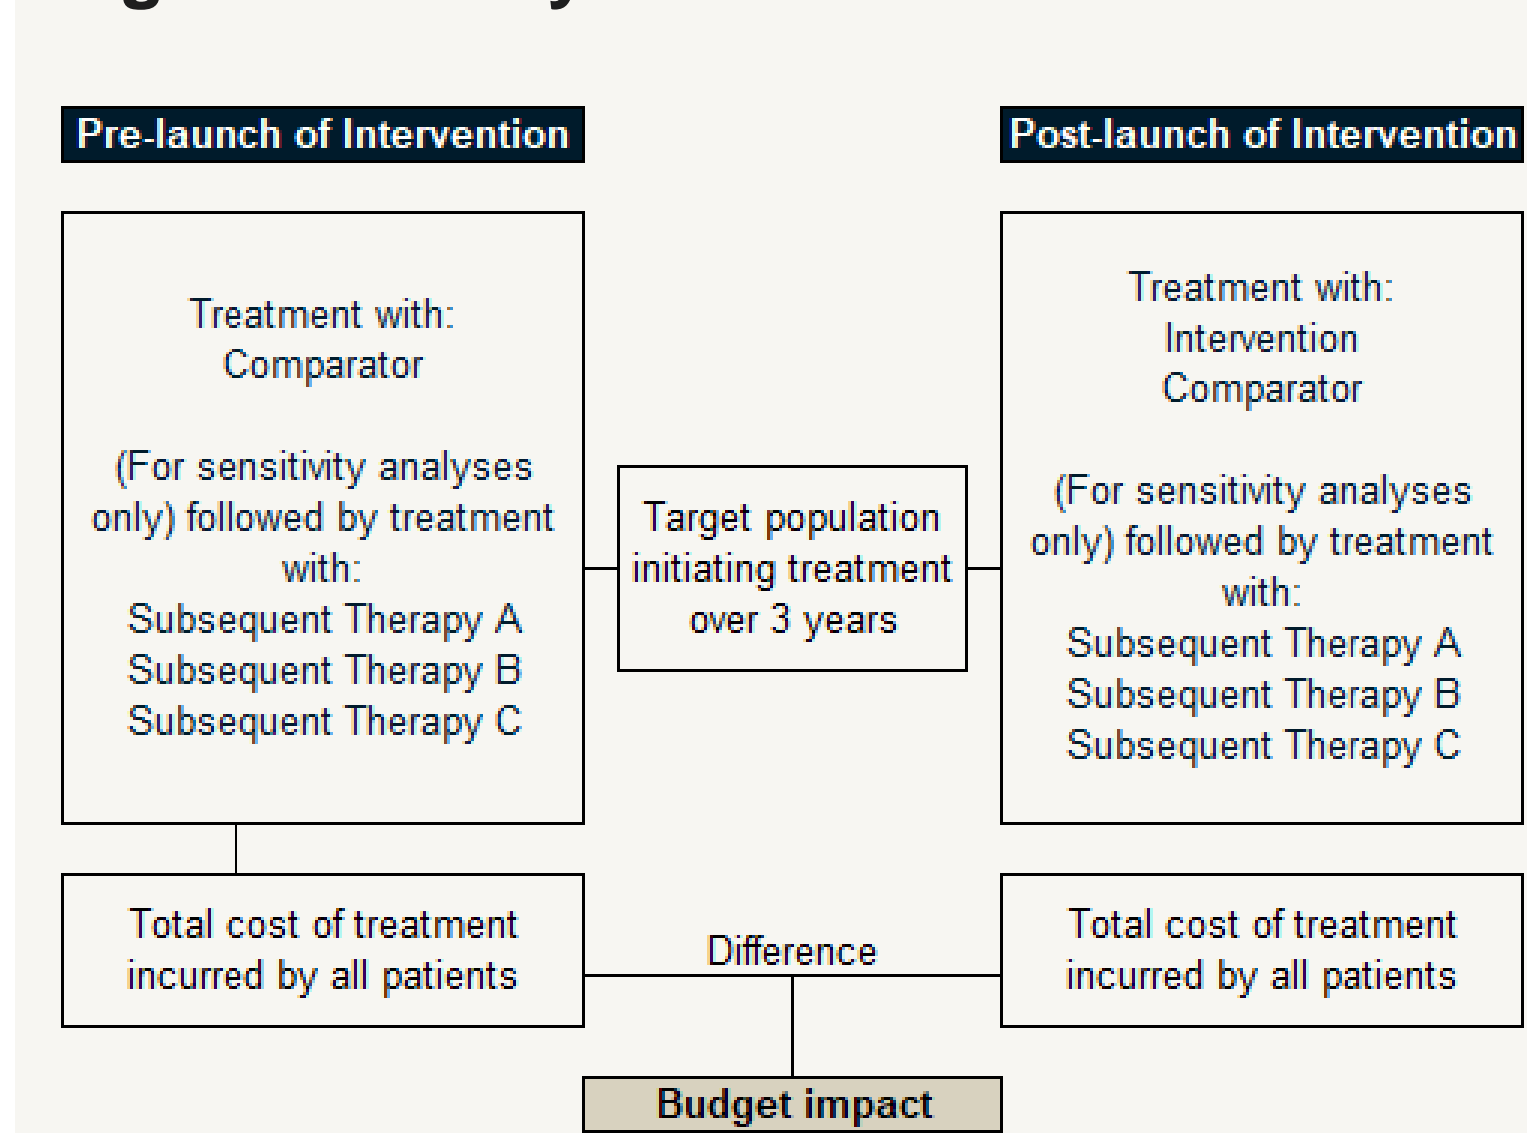 Pre-launch of Intervention
Post-launch of Intervention
Treatment with:
Comparator
(For sensitivity analyses
only) followed by treatment
with:
Subsequent Therapy A
Subsequent Therapy B
Subsequent Therapy C
Target population
initiating treatment
over 3 years
Treatment with:
Intervention
Comparator
(For sensitivity analyses
only) followed by treatment
with:
Subsequent Therapy A
Subsequent Therapy B
Subsequent Therapy C
Total cost of treatment
incurred by all patients
Difference
Total cost of treatment
incurred by all patients
Budget impact